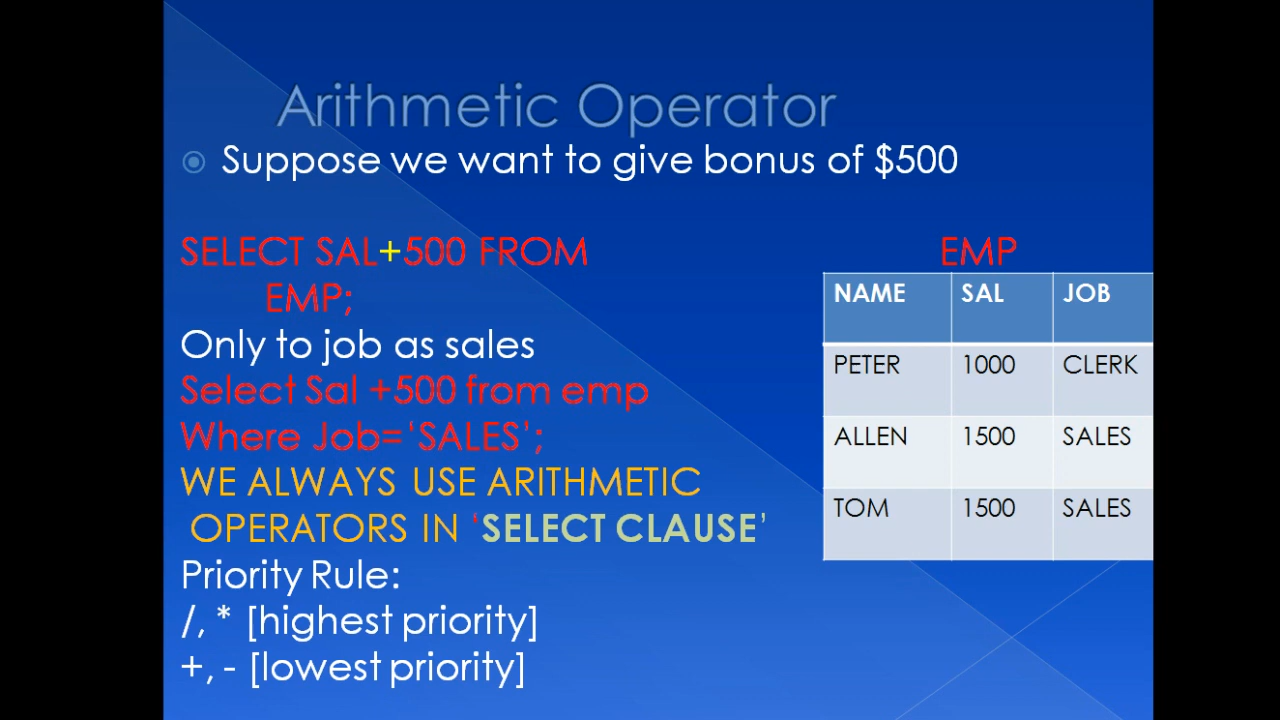 Arithmetic Operator
Suppose we want to give bonus of $500
SELECT SAL+500 FROM
EMP;
Only to job as sales
Select Sal +500 from emp
Where Job='SALES';
WE ALWAYS USE ARITHMETIC
OPERATORS IN 'SELECT CLAUSE'
Priority Rule:
/, * [highest priority]
+, - [lowest priority]
EMP
NAME SAL JOB
PETER 1000 CLERK
ALLEN 1500 SALES
TOM 1500 SALES